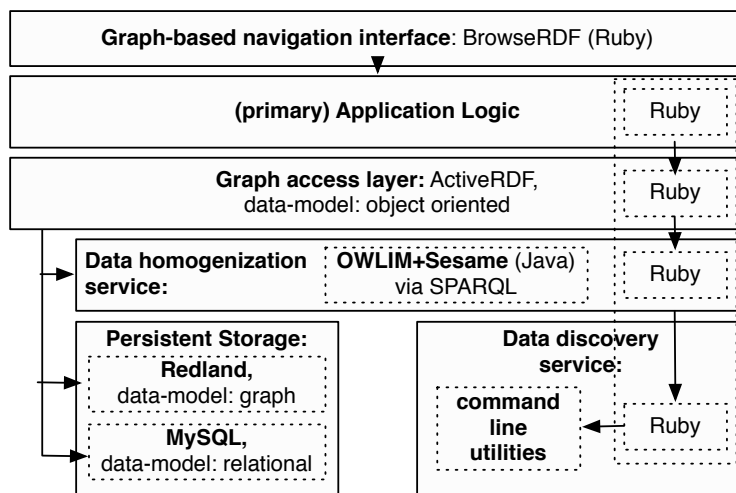 Graph-based navigation interface: BrowseRDF (Ruby)
(primary) Application Logic
Ruby
Graph access layer: ActiveRDF,
data-model: object oriented
Ruby
Data homogenization
service:
OWLIM+Sesame (Java)
via SPARQL
Ruby
Persistent Storage:
Redland,
data-model: graph
MySQL,
data-model: relational
Data discovery
service:
command
line
utilities
Ruby